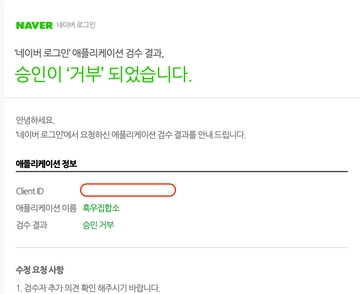 NAVER 네이버 로그인
'네이버 로그인' 애플리케이션 검수 결과,
승인이 '거부' 되었습니다.
안녕하세요.
'네이버 로그인'에서 요청하신 애플리케이션 검수 결과를 안내 드립니다.
애플리케이션 정보
Client ID
애플리케이션 이름 흑우집합소
검수 결과 승인 거부
수정 요청 사항
1. 검수자 추가 의견 확인 해주시기 바랍니다.